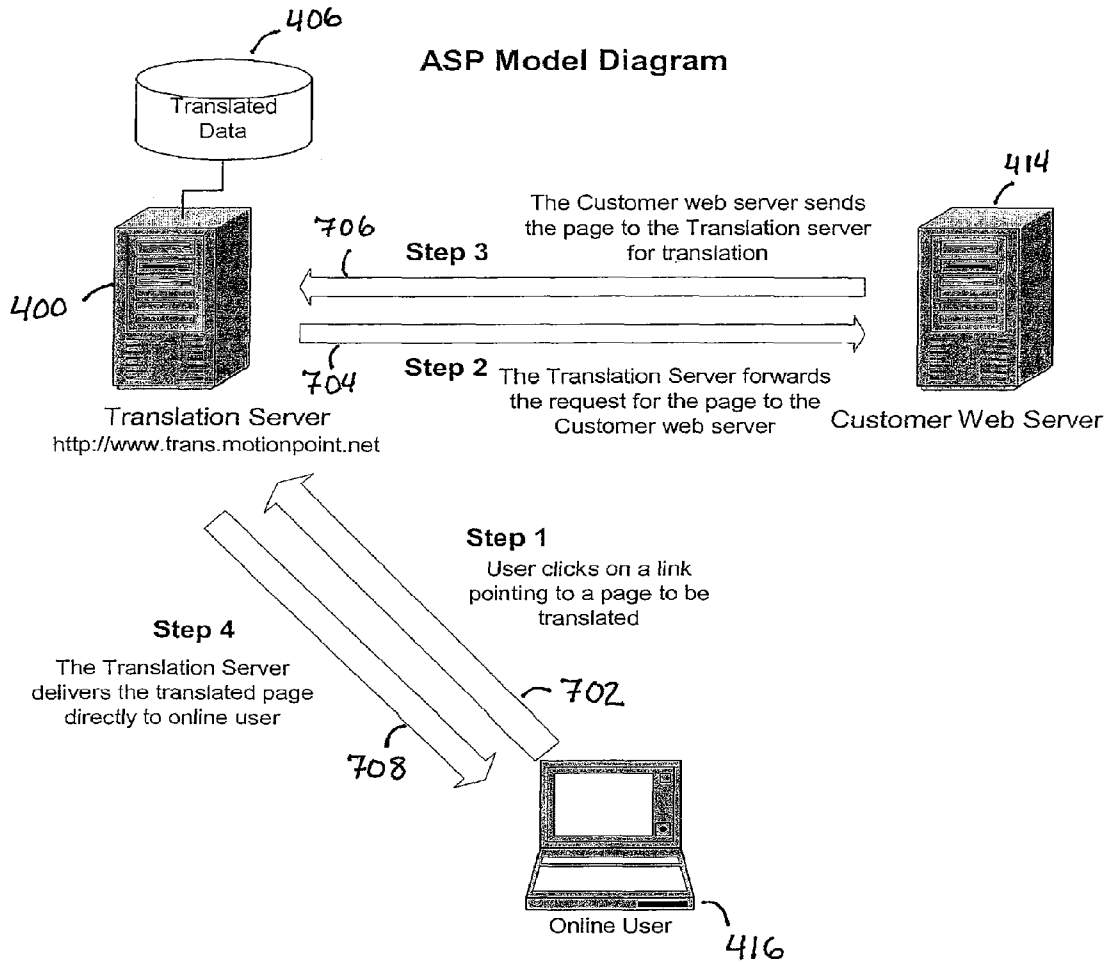 406
ASP Model Diagram
Translated
Data
414
The Customer web server sends
the page to the Translation server
for translation
706
Step 3
400
704
Step 2
The Translation Server forwards
the request for the page to the
Customer web server
Translation Server
http://www.trans.motionpoint.net
Customer Web Server
Step 1
User clicks on a link
pointing to a page to be
translated
Step 4
The Translation Server
delivers the translated page
directly to online user
702
708
Online User
416